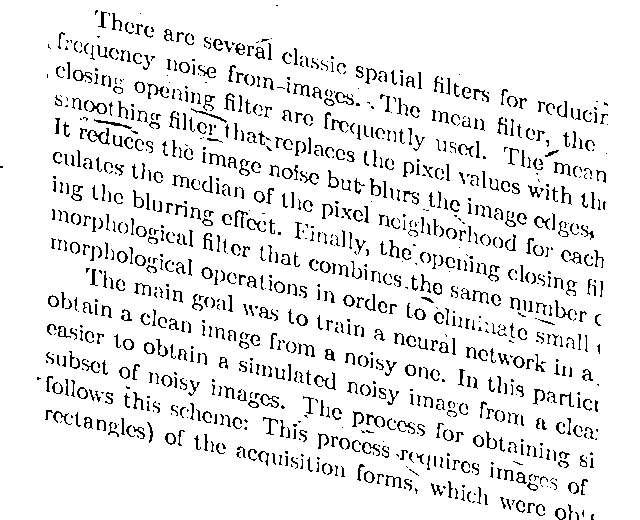 There are several classic spatial filters for reducin
frequency noise from images. The mean filter, the
closing opening filter are frequently used. The mean
smoothing filter that replaces the pixel values with the
It reduces the image noise but blurs the image edges.
culates the median of the pixel neighborhood for each
ing the blurring effect. Finally, the opening closing fil
morphological filter that combines the same number o
morphological operations in order to eliminate small
The main goal was to train a neural network in a
obtain a clean image from a noisy one. In this particu
easier to obtain a simulated noisy image from a clea
subset of noisy images. The process for obtaining si
follows this scheme: This process requires images of
rectangles) of the acquisition forms, which were obt